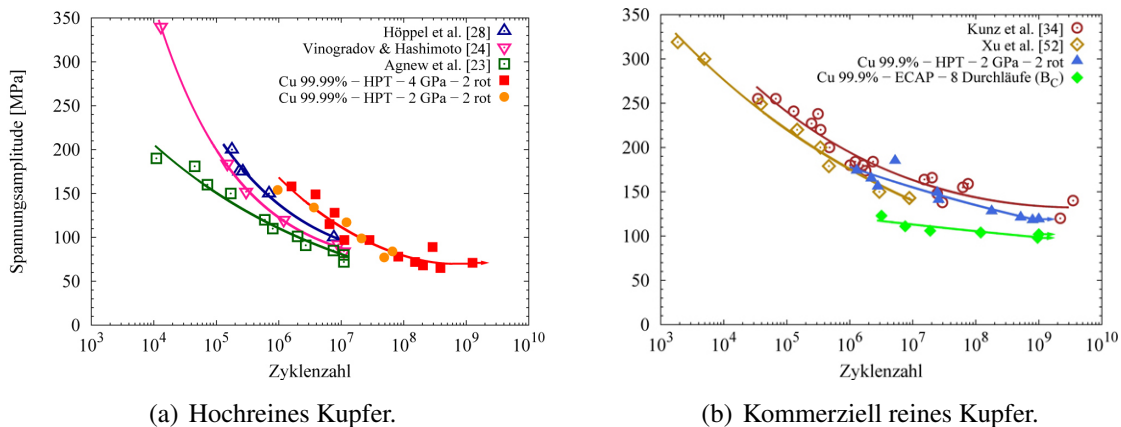 350
300
250
200
150
100
50
0
Spannungsamplitude [MPa]
Höppel et al. [28]
Vinogradov & Hashimoto [24]
Agnew et al. [23]
Cu 99.99% − HPT − 4 GPa − 2 rot
Cu 99.99% − HPT − 2 GPa − 2 rot
10³ 10⁴ 10⁵ 10⁶ 10⁷ 10⁸ 10⁹ 10¹⁰
Zyklenzahl
(a) Hochreines Kupfer.
350
300
250
200
150
100
50
0
Kunz et al. [34]
Xu et al. [52]
Cu 99.9% − HPT − 2 GPa − 2 rot
Cu 99.9% − ECAP − 8 Durchläufe (B_C)
10³ 10⁴ 10⁵ 10⁶ 10⁷ 10⁸ 10⁹ 10¹⁰
Zyklenzahl
(b) Kommerziell reines Kupfer.